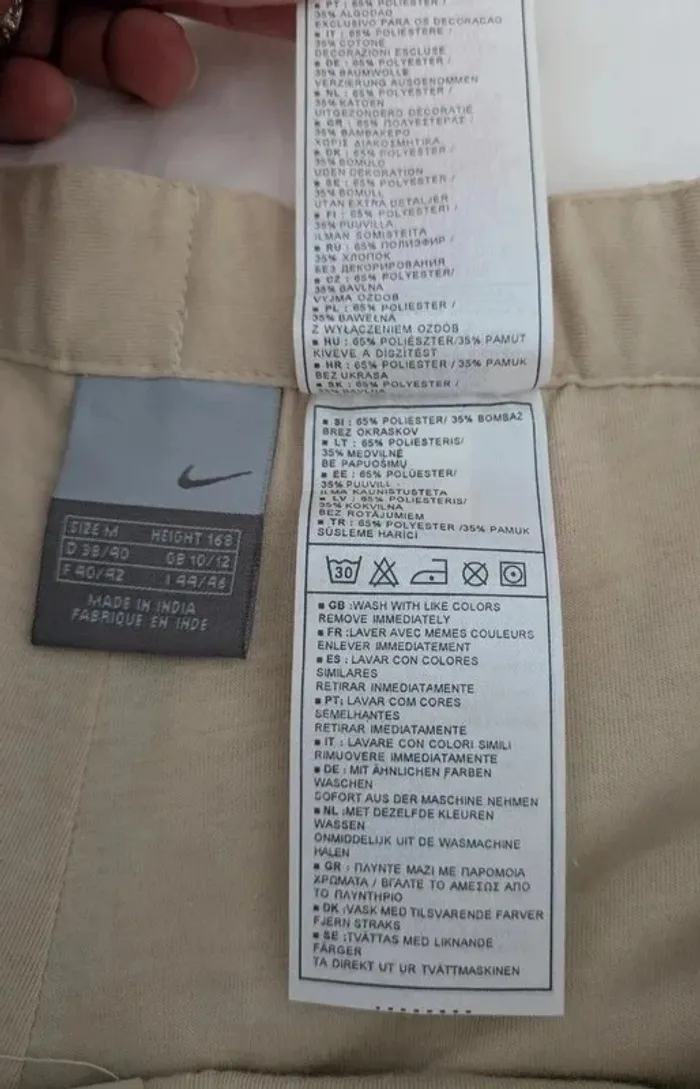 ■ PT : 65% POLIESTER /
35% ALGODAO
EXCLUSIVO PARA OS DECORACAO
■ IT : 65% POLIESTERE /
35% COTONE
DECORAZIONI ESCLUSE
■ DE : 65% POLYESTER /
35% BAUMWOLLE
VERZIERUNG AUSGENOMMEN
■ NL : 65% POLYESTER /
35% KATOEN
UITGEZONDERD DECORATIE
■ GR : 65% ΠΟΛΥΕΣΤΕΡΑΣ /
35% ΒΑΜΒΑΚΕΡΟ
ΧΩΡΙΣ ΔΙΑΚΟΣΜΗΤΙΚΑ
■ DK : 65% POLYESTER /
35% BOMULD
UDEN DEKORATION
■ SE : 65% POLYESTER /
35% BOMULL
UTAN EXTRA DETALJER
■ FI : 65% POLYESTERI /
35% PUUVILLA
ILMAN SOMISTEITA
■ RU : 65% ПОЛИЭФИР /
35% ХЛОПОК
БЕЗ ДЕКОРИРОВАНИЯ
■ CZ : 65% POLYESTER/
35% BAVLNA
VYJMA OZDOB
■ PL : 65% POLIESTER /
35% BAWEŁNA
Z WYŁĄCZENIEM OZDÓB
■ HU : 65% POLIÉSZTER/35% PAMUT
KIVÉVE A DÍSZÍTÉST
■ HR : 65% POLIESTER / 35% PAMUK
BEZ UKRASA
■ SK : 65% POLYESTER /
■ SI : 65% POLIESTER/ 35% BOMBAŽ
BREZ OKRASKOV
■ LT : 65% POLIESTERIS/
35% MEDVILNĖ
BE PAPUOŠIMŲ
■ EE : 65% POLÜESTER/
35% PUUVILL
ILMA KAUNISTUSTETA
■ LV : 65% POLIESTERIS/
35% KOKVILNA
BEZ ROTĀJUMIEM
■ TR : 65% POLYESTER /35% PAMUK
SÜSLEME HARİCİ
SIZE M HEIGHT 168
D 38/40 GB 10/12
F 40/42 I 44/46
MADE IN INDIA
FABRIQUE EN INDE
30
■ GB :WASH WITH LIKE COLORS
REMOVE IMMEDIATELY
■ FR :LAVER AVEC MEMES COULEURS
ENLEVER IMMEDIATEMENT
■ ES : LAVAR CON COLORES
SIMILARES
RETIRAR INMEDIATAMENTE
■ PT: LAVAR COM CORES
SEMELHANTES
RETIRAR IMEDIATAMENTE
■ IT : LAVARE CON COLORI SIMILI
RIMUOVERE IMMEDIATAMENTE
■ DE : MIT ÄHNLICHEN FARBEN
WASCHEN
SOFORT AUS DER MASCHINE NEHMEN
■ NL :MET DEZELFDE KLEUREN
WASSEN
ONMIDDELIJK UIT DE WASMACHINE
HALEN
■ GR : ΠΛΥΝΤΕ ΜΑΖΙ ΜΕ ΠΑΡΟΜΟΙΑ
ΧΡΩΜΑΤΑ / ΒΓΑΛΤΕ ΤΟ ΑΜΕΣΩΣ ΑΠΟ
ΤΟ ΠΛΥΝΤΗΡΙΟ
■ DK :VASK MED TILSVARENDE FARVER
FJERN STRAKS
■ SE :TVÄTTAS MED LIKNANDE
FÄRGER
TA DIREKT UT UR TVÄTTMASKINEN